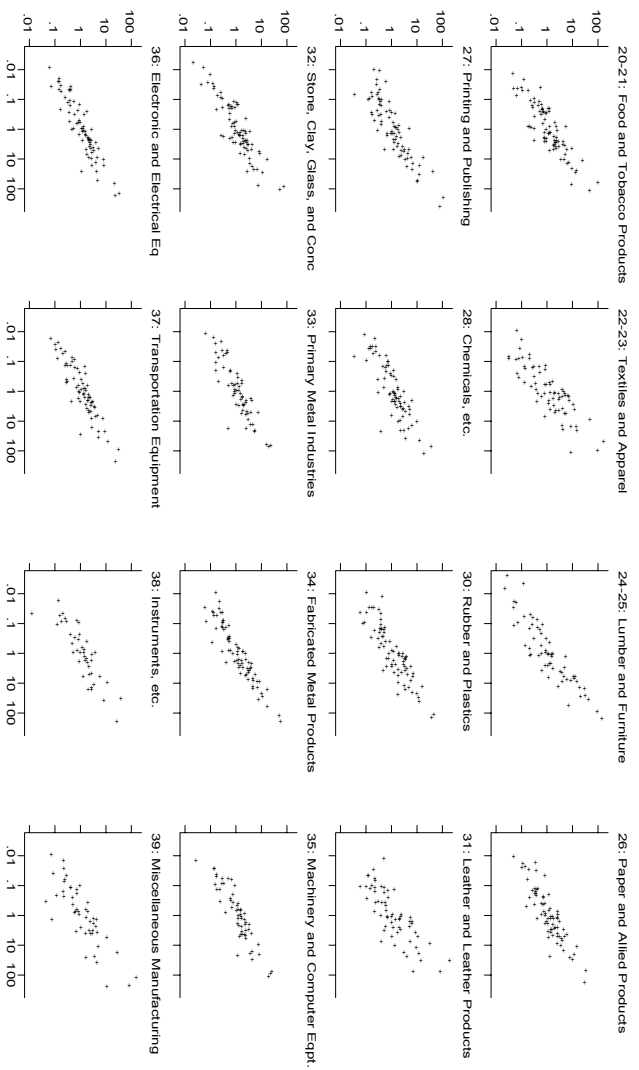 20-21: Food and Tobacco Products
22-23: Textiles and Apparel
24-25: Lumber and Furniture
26: Paper and Allied Products
100
10
1
.1
.01
27: Printing and Publishing
28: Chemicals, etc.
30: Rubber and Plastics
31: Leather and Leather Products
100
10
1
.1
.01
32: Stone, Clay, Glass, and Conc
33: Primary Metal Industries
34: Fabricated Metal Products
35: Machinery and Computer Eqpt.
100
10
1
.1
.01
36: Electronic and Electrical Eq
37: Transportation Equipment
38: Instruments, etc.
39: Miscellaneous Manufacturing
100
10
1
.1
.01
.01 .1 1 10 100 .01 .1 1 10 100 .01 .1 1 10 100 .01 .1 1 10 100